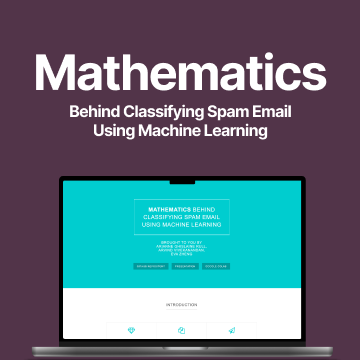 Mathematics
Behind Classifying Spam Email
Using Machine Learning
MATHEMATICS BEHIND
CLASSIFYING SPAM EMAIL
USING MACHINE LEARNING
BROUGHT TO YOU BY
INTRODUCTION